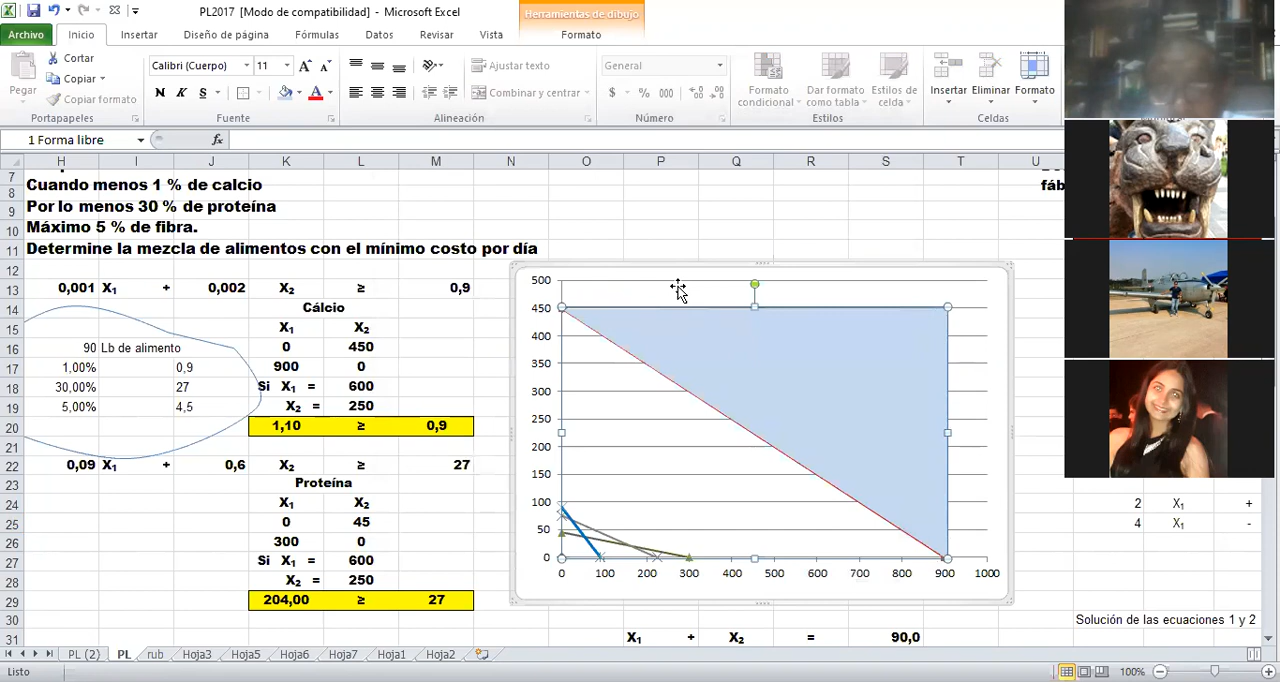 PL2017 [Modo de compatibilidad] - Microsoft Excel
Herramientas de dibujo
Archivo Inicio Insertar Diseño de página Fórmulas Datos Revisar Vista Formato
Cortar
Copiar
Copiar formato
Pegar
Portapapeles
Calibri (Cuerpo) 11
N K S
Fuente
Ajustar texto
Combinar y centrar
Alineación
General
$ % 000
Número
Formato condicional
Dar formato como tabla
Estilos de celda
Estilos
Insertar Eliminar Formato
Celdas
1 Forma libre fx
H I J K L M N O P Q R S T U
7
8 Cuando menos 1 % de calcio fáb
9 Por lo menos 30 % de proteína
10 Máximo 5 % de fibra.
11 Determine la mezcla de alimentos con el mínimo costo por día
12
13 0,001 X₁ + 0,002 X₂ ≥ 0,9
14 Cálcio
15 X₁ X₂
16 90 Lb de alimento 0 450
17 1,00% 0,9 900 0
18 30,00% 27 Si X₁ = 600
19 5,00% 4,5 X₂ = 250
20 1,10 ≥ 0,9
21
22 0,09 X₁ + 0,6 X₂ ≥ 27
23 Proteína
24 X₁ X₂ 2 X₁ +
25 0 45 4 X₁ -
26 300 0
27 Si X₁ = 600
28 X₂ = 250
29 204,00 ≥ 27
30 Solución de las ecuaciones 1 y 2
31 X₁ + X₂ = 90,0
500
450
400
350
300
250
200
150
100
50
0
0 100 200 300 400 500 600 700 800 900 1000
PL (2) PL rub Hoja3 Hoja5 Hoja6 Hoja7 Hoja1 Hoja2
Listo 100%